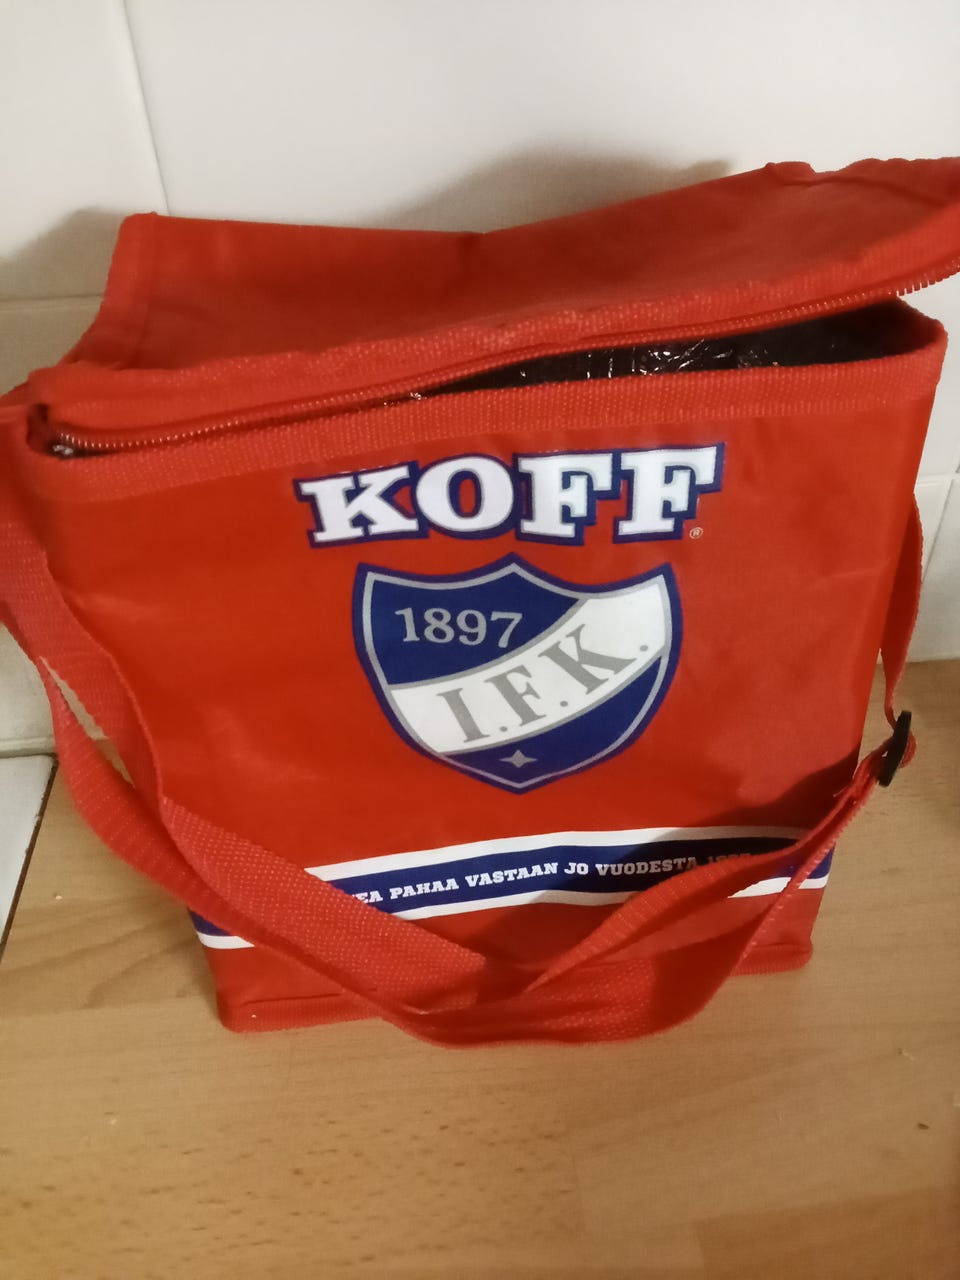 KOFF®
1897
I.F.K.
PAHAA VASTAAN JO VUODESTA